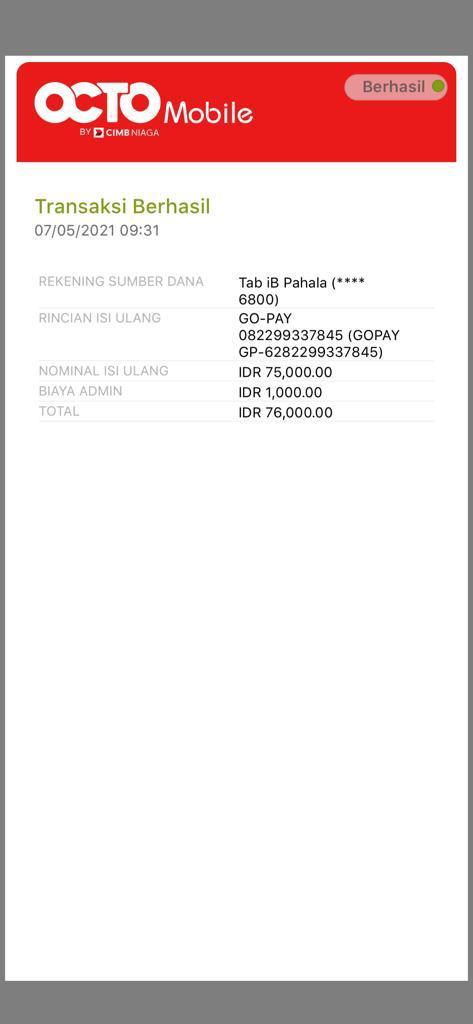 OCTO Mobile
BY CIMB NIAGA
Berhasil
Transaksi Berhasil
07/05/2021 09:31
REKENING SUMBER DANA Tab iB Pahala (****
6800)
RINCIAN ISI ULANG GO-PAY
082299337845 (GOPAY
GP-6282299337845)
NOMINAL ISI ULANG IDR 75,000.00
BIAYA ADMIN IDR 1,000.00
TOTAL IDR 76,000.00